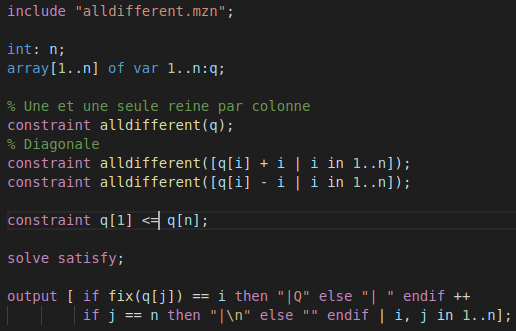 include "alldifferent.mzn";
int: n;
array[1..n] of var 1..n:q;
% Une et une seule reine par colonne
constraint alldifferent(q);
% Diagonale
constraint alldifferent([q[i] + i | i in 1..n]);
constraint alldifferent([q[i] - i | i in 1..n]);
constraint q[1] <= q[n];
solve satisfy;
output [ if fix(q[j]) == i then "|Q" else "| " endif ++
if j == n then "|\n" else "" endif | i, j in 1..n];